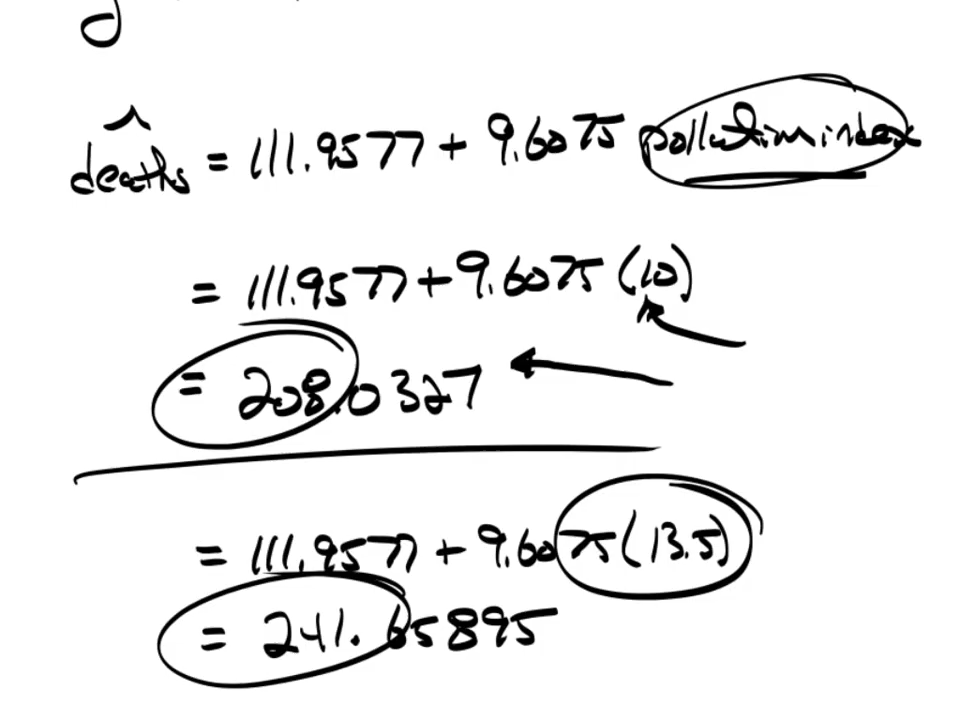 deaths^ = 111.9577 + 9.6075 pollution index
= 111.9577 + 9.6075 (10)
= 208.0327
= 111.9577 + 9.6075 (13.5)
= 241.65895